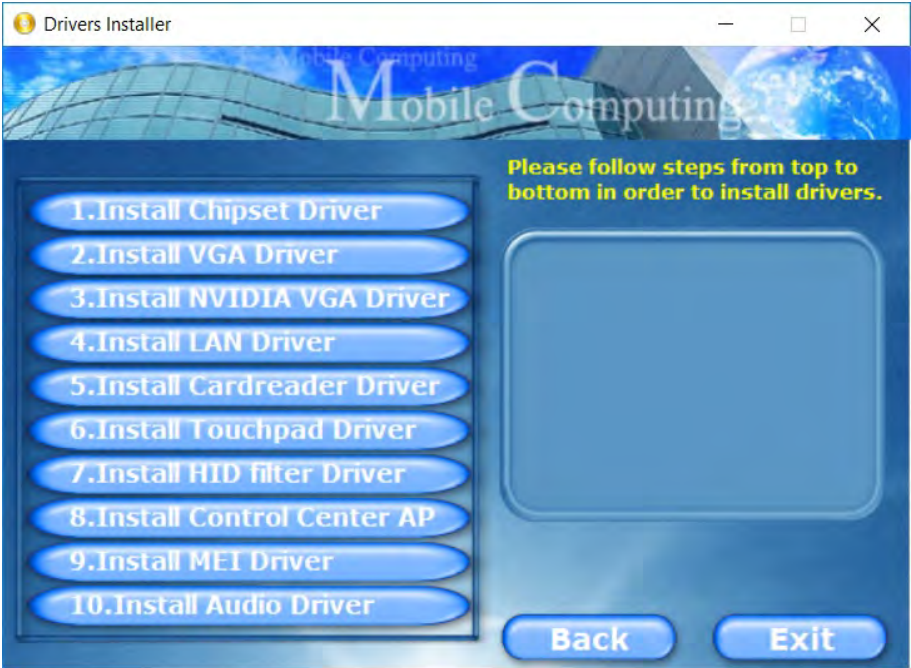 Drivers Installer
Mobile Computing
Mobile Computing
Please follow steps from top to
bottom in order to install drivers.
1.Install Chipset Driver
2.Install VGA Driver
3.Install NVIDIA VGA Driver
4.Install LAN Driver
5.Install Cardreader Driver
6.Install Touchpad Driver
7.Install HID filter Driver
8.Install Control Center AP
9.Install MEI Driver
10.Install Audio Driver
Back
Exit